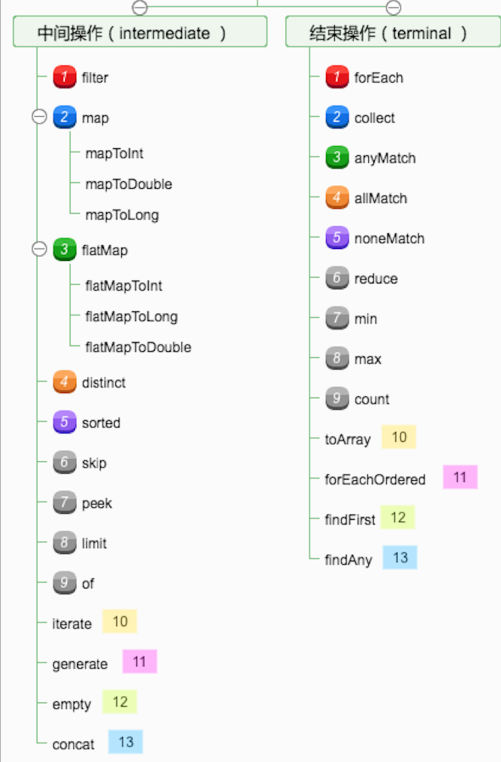 中间操作（intermediate ）
1 filter
2 map
mapToInt
mapToDouble
mapToLong
3 flatMap
flatMapToInt
flatMapToLong
flatMapToDouble
4 distinct
5 sorted
6 skip
7 peek
8 limit
9 of
iterate 10
generate 11
empty 12
concat 13
结束操作（terminal ）
1 forEach
2 collect
3 anyMatch
4 allMatch
5 noneMatch
6 reduce
7 min
8 max
9 count
toArray 10
forEachOrdered 11
findFirst 12
findAny 13